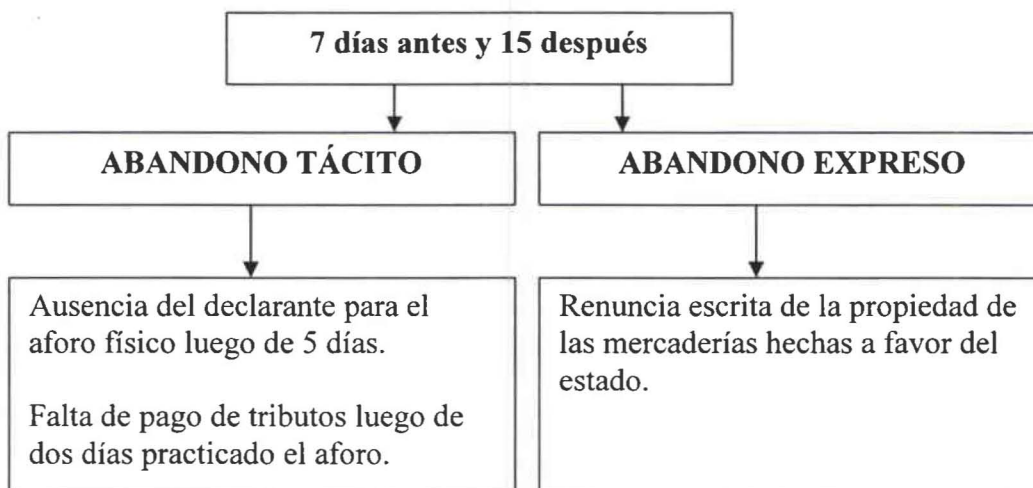 7 días antes y 15 después
ABANDONO TÁCITO
ABANDONO EXPRESO
Ausencia del declarante para el
aforo físico luego de 5 días.
Falta de pago de tributos luego de
dos días practicado el aforo.
Renuncia escrita de la propiedad de
las mercaderías hechas a favor del
estado.